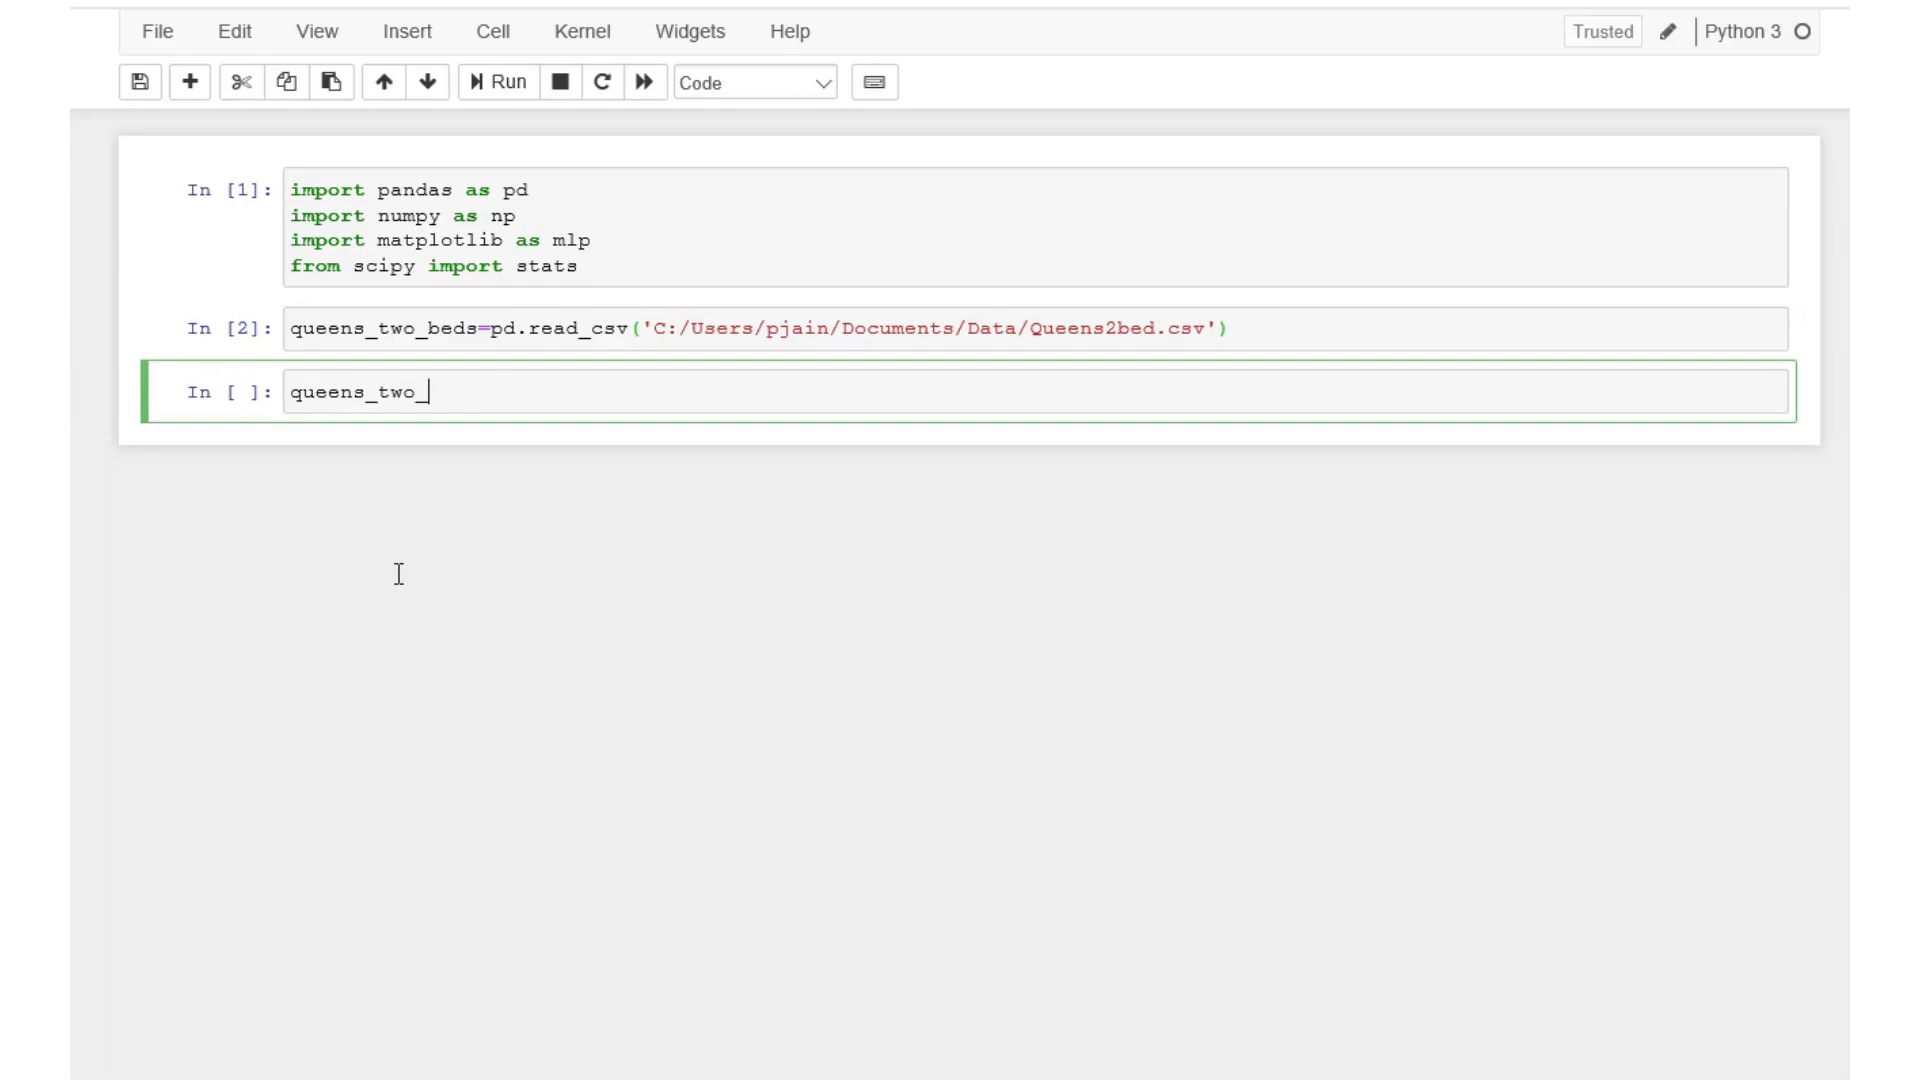 File Edit View Insert Cell Kernel Widgets Help Trusted Python 3
Run Code
In [1]: import pandas as pd
import numpy as np
import matplotlib as mlp
from scipy import stats
In [2]: queens_two_beds=pd.read_csv('C:/Users/pjain/Documents/Data/Queens2bed.csv')
In [ ]: queens_two_